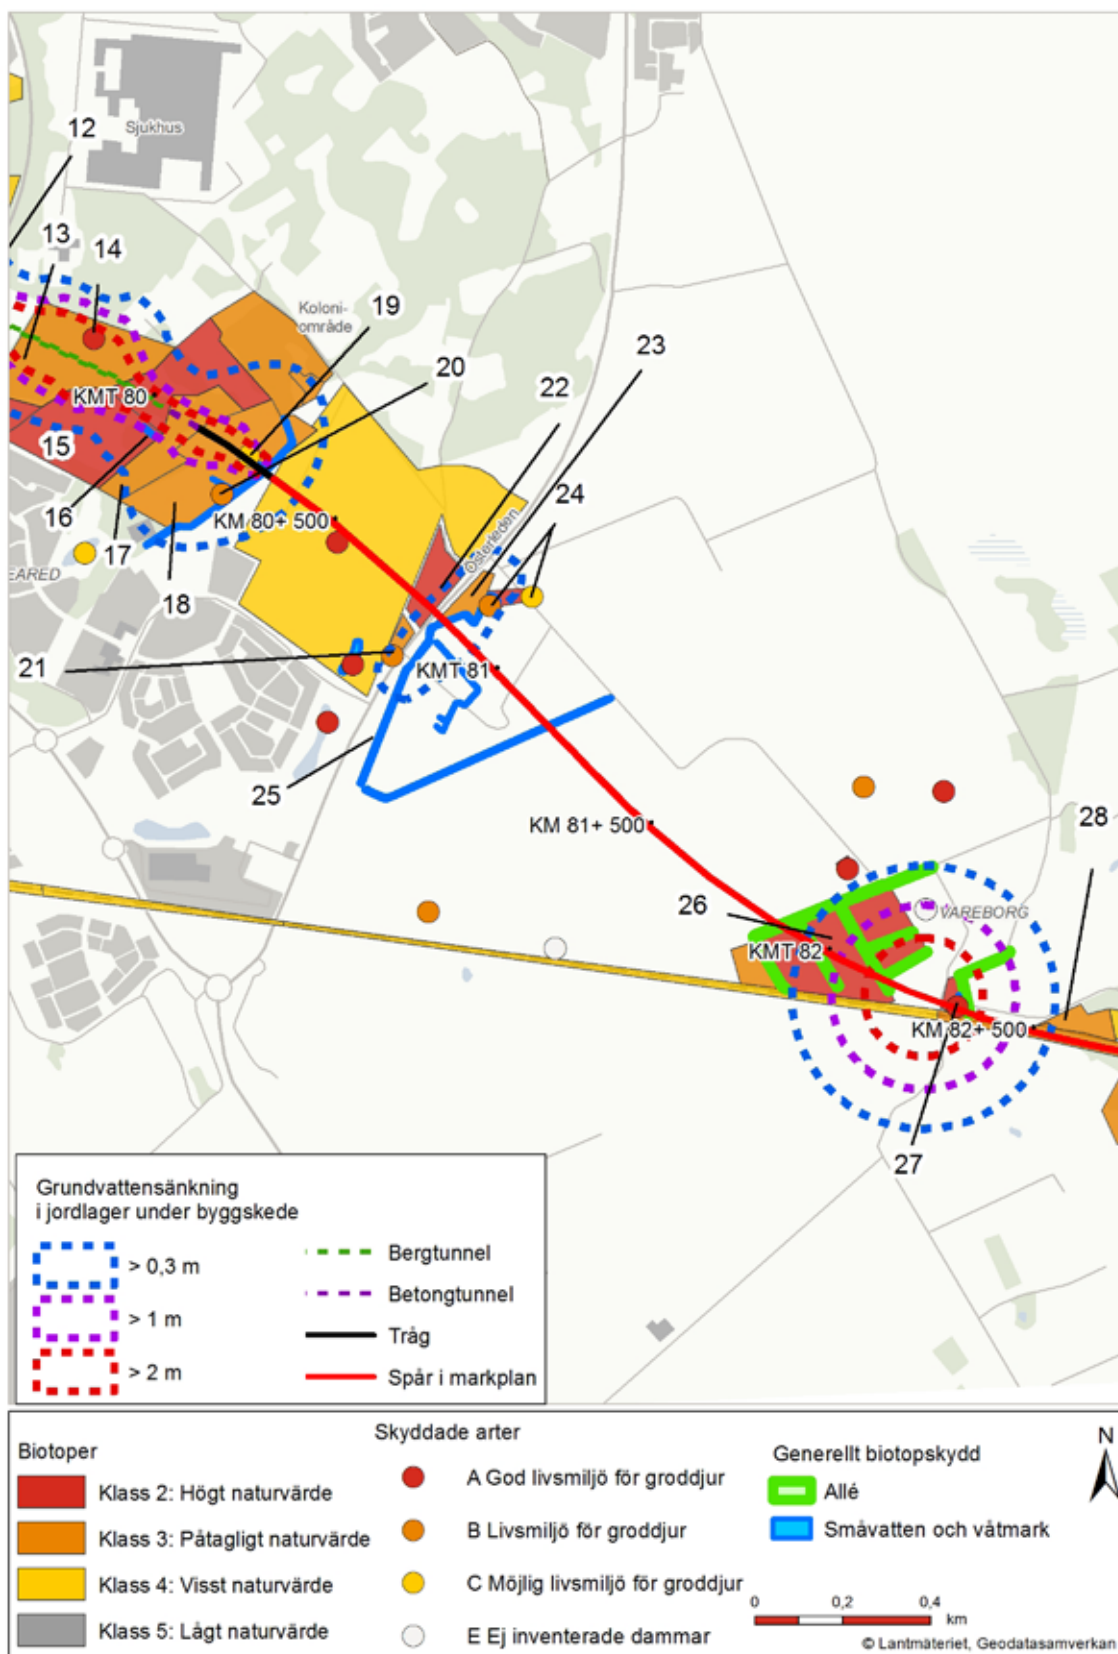 Sjukhus
12
13
14
19
Koloni-
område
20
23
22
KMT 80
15
24
16
KM 80+ 500
Österleden
17
EARED
18
21
KMT 81
25
KM 81+ 500
28
26
VAREBORG
KMT 82
KM 82+ 500
27
Grundvattensänkning
i jordlager under byggskede
> 0,3 m
> 1 m
> 2 m
Bergtunnel
Betongtunnel
Tråg
Spår i markplan
Biotoper
Klass 2: Högt naturvärde
Klass 3: Påtagligt naturvärde
Klass 4: Visst naturvärde
Klass 5: Lågt naturvärde
Skyddade arter
A God livsmiljö för groddjur
B Livsmiljö för groddjur
C Möjlig livsmiljö för groddjur
E Ej inventerade dammar
Generellt biotopskydd
Allé
Småvatten och våtmark
N
0 0,2 0,4
km
© Lantmäteriet, Geodatasamverkan